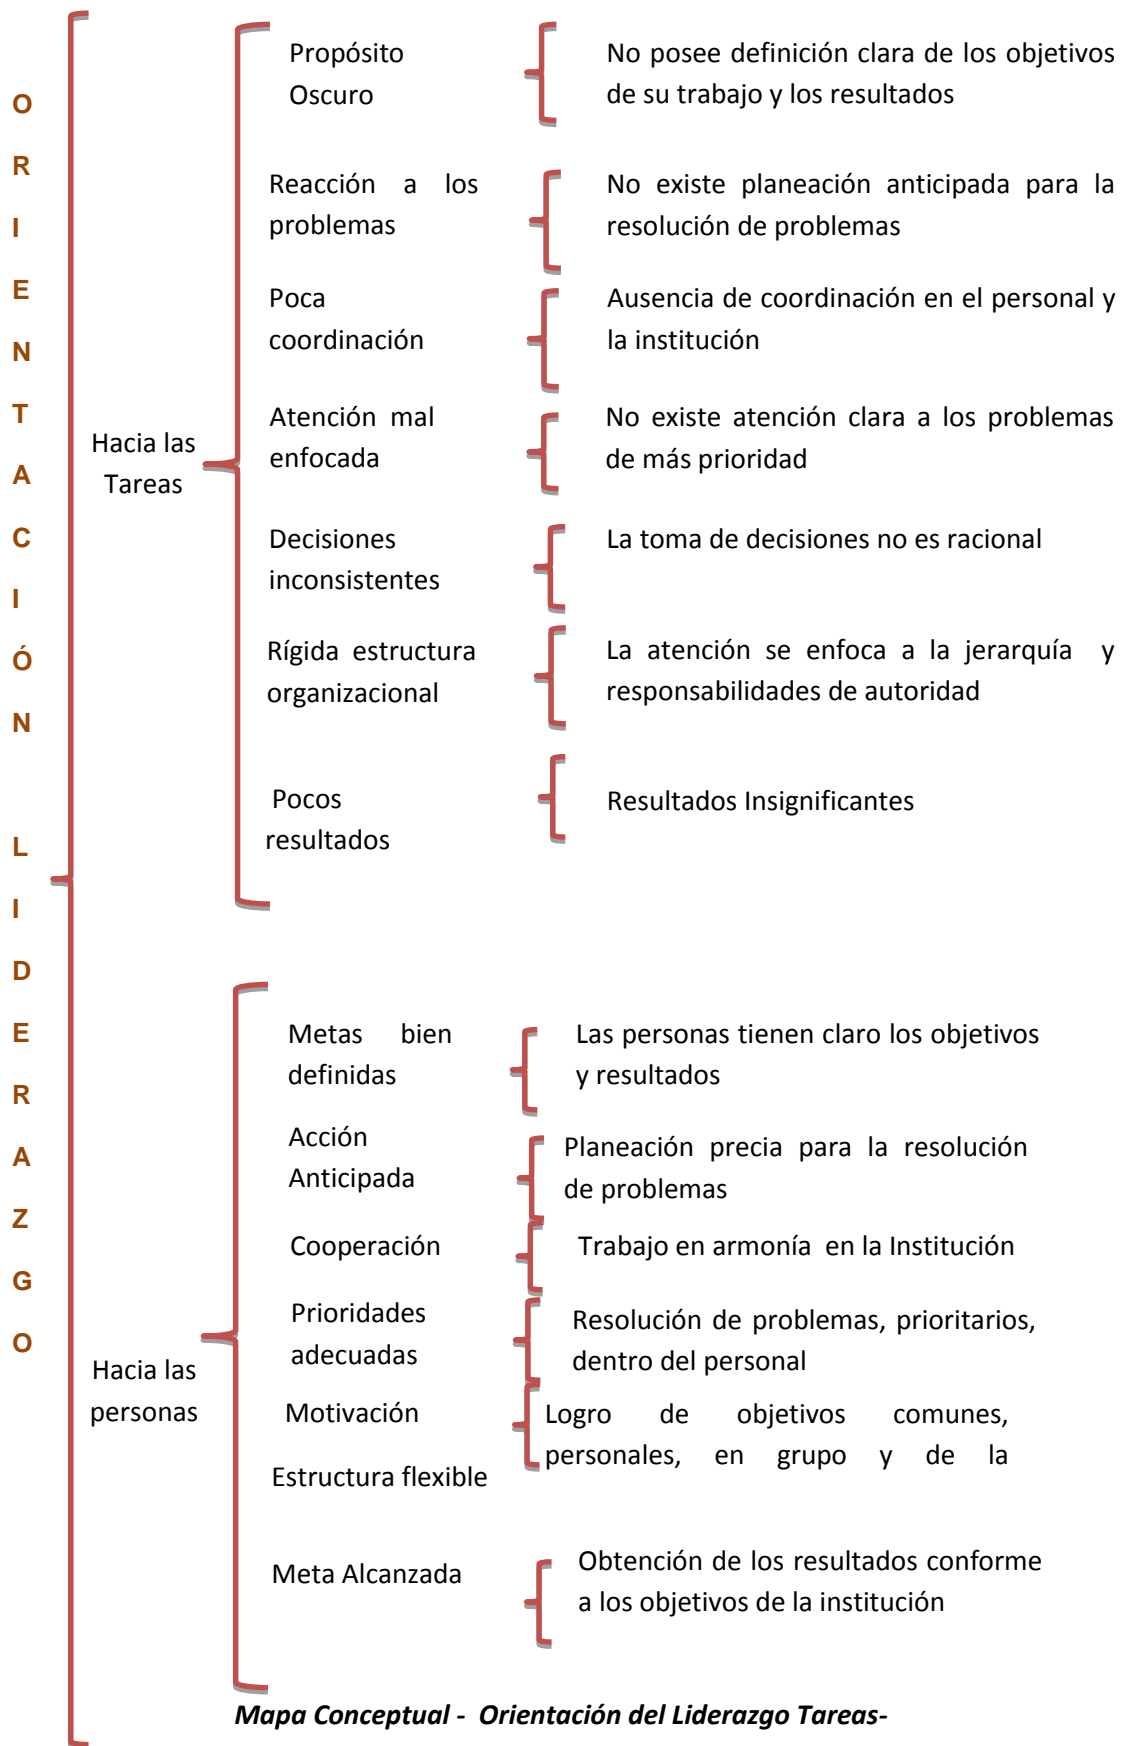 ORIENTACIÓN LIDERAZGO
Hacia las
Tareas
Propósito
Oscuro
No posee definición clara de los objetivos
de su trabajo y los resultados
Reacción a los
problemas
No existe planeación anticipada para la
resolución de problemas
Poca
coordinación
Ausencia de coordinación en el personal y
la institución
Atención mal
enfocada
No existe atención clara a los problemas
de más prioridad
Decisiones
inconsistentes
La toma de decisiones no es racional
Rígida estructura
organizacional
La atención se enfoca a la jerarquía y
responsabilidades de autoridad
Pocos
resultados
Resultados Insignificantes
Hacia las
personas
Metas bien
definidas
Las personas tienen claro los objetivos
y resultados
Acción
Anticipada
Planeación precia para la resolución
de problemas
Cooperación
Trabajo en armonía en la Institución
Prioridades
adecuadas
Resolución de problemas, prioritarios,
dentro del personal
Motivación
Logro de objetivos comunes,
personales, en grupo y de la
Estructura flexible
Meta Alcanzada
Obtención de los resultados conforme
a los objetivos de la institución
Mapa Conceptual - Orientación del Liderazgo Tareas-